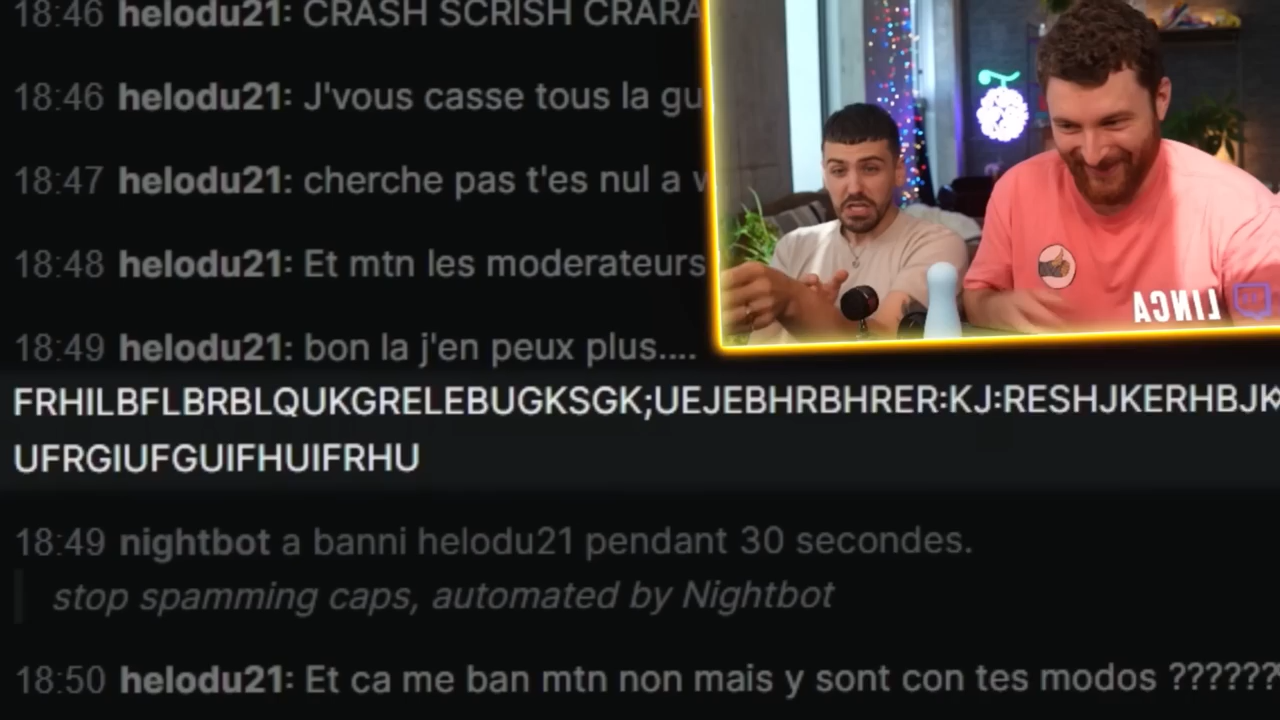 18:46 helodu21: CRASH SCRISH CRARA
18:46 helodu21: J'vous casse tous la gu
18:47 helodu21: cherche pas t'es nul a
18:48 helodu21: Et mtn les moderateurs
18:49 helodu21: bon la j'en peux plus....
FRHILBFLBRBLQUKGRELEBUGKSGK;UEJEBHRBHRER:KJ:RESHJKERHBJK
UFRGIUFGUIFHUIFRHU
18:49 nightbot a banni helodu21 pendant 30 secondes.
stop spamming caps, automated by Nightbot
18:50 helodu21: Et ca me ban mtn non mais y sont con tes modos ??????
LINCA